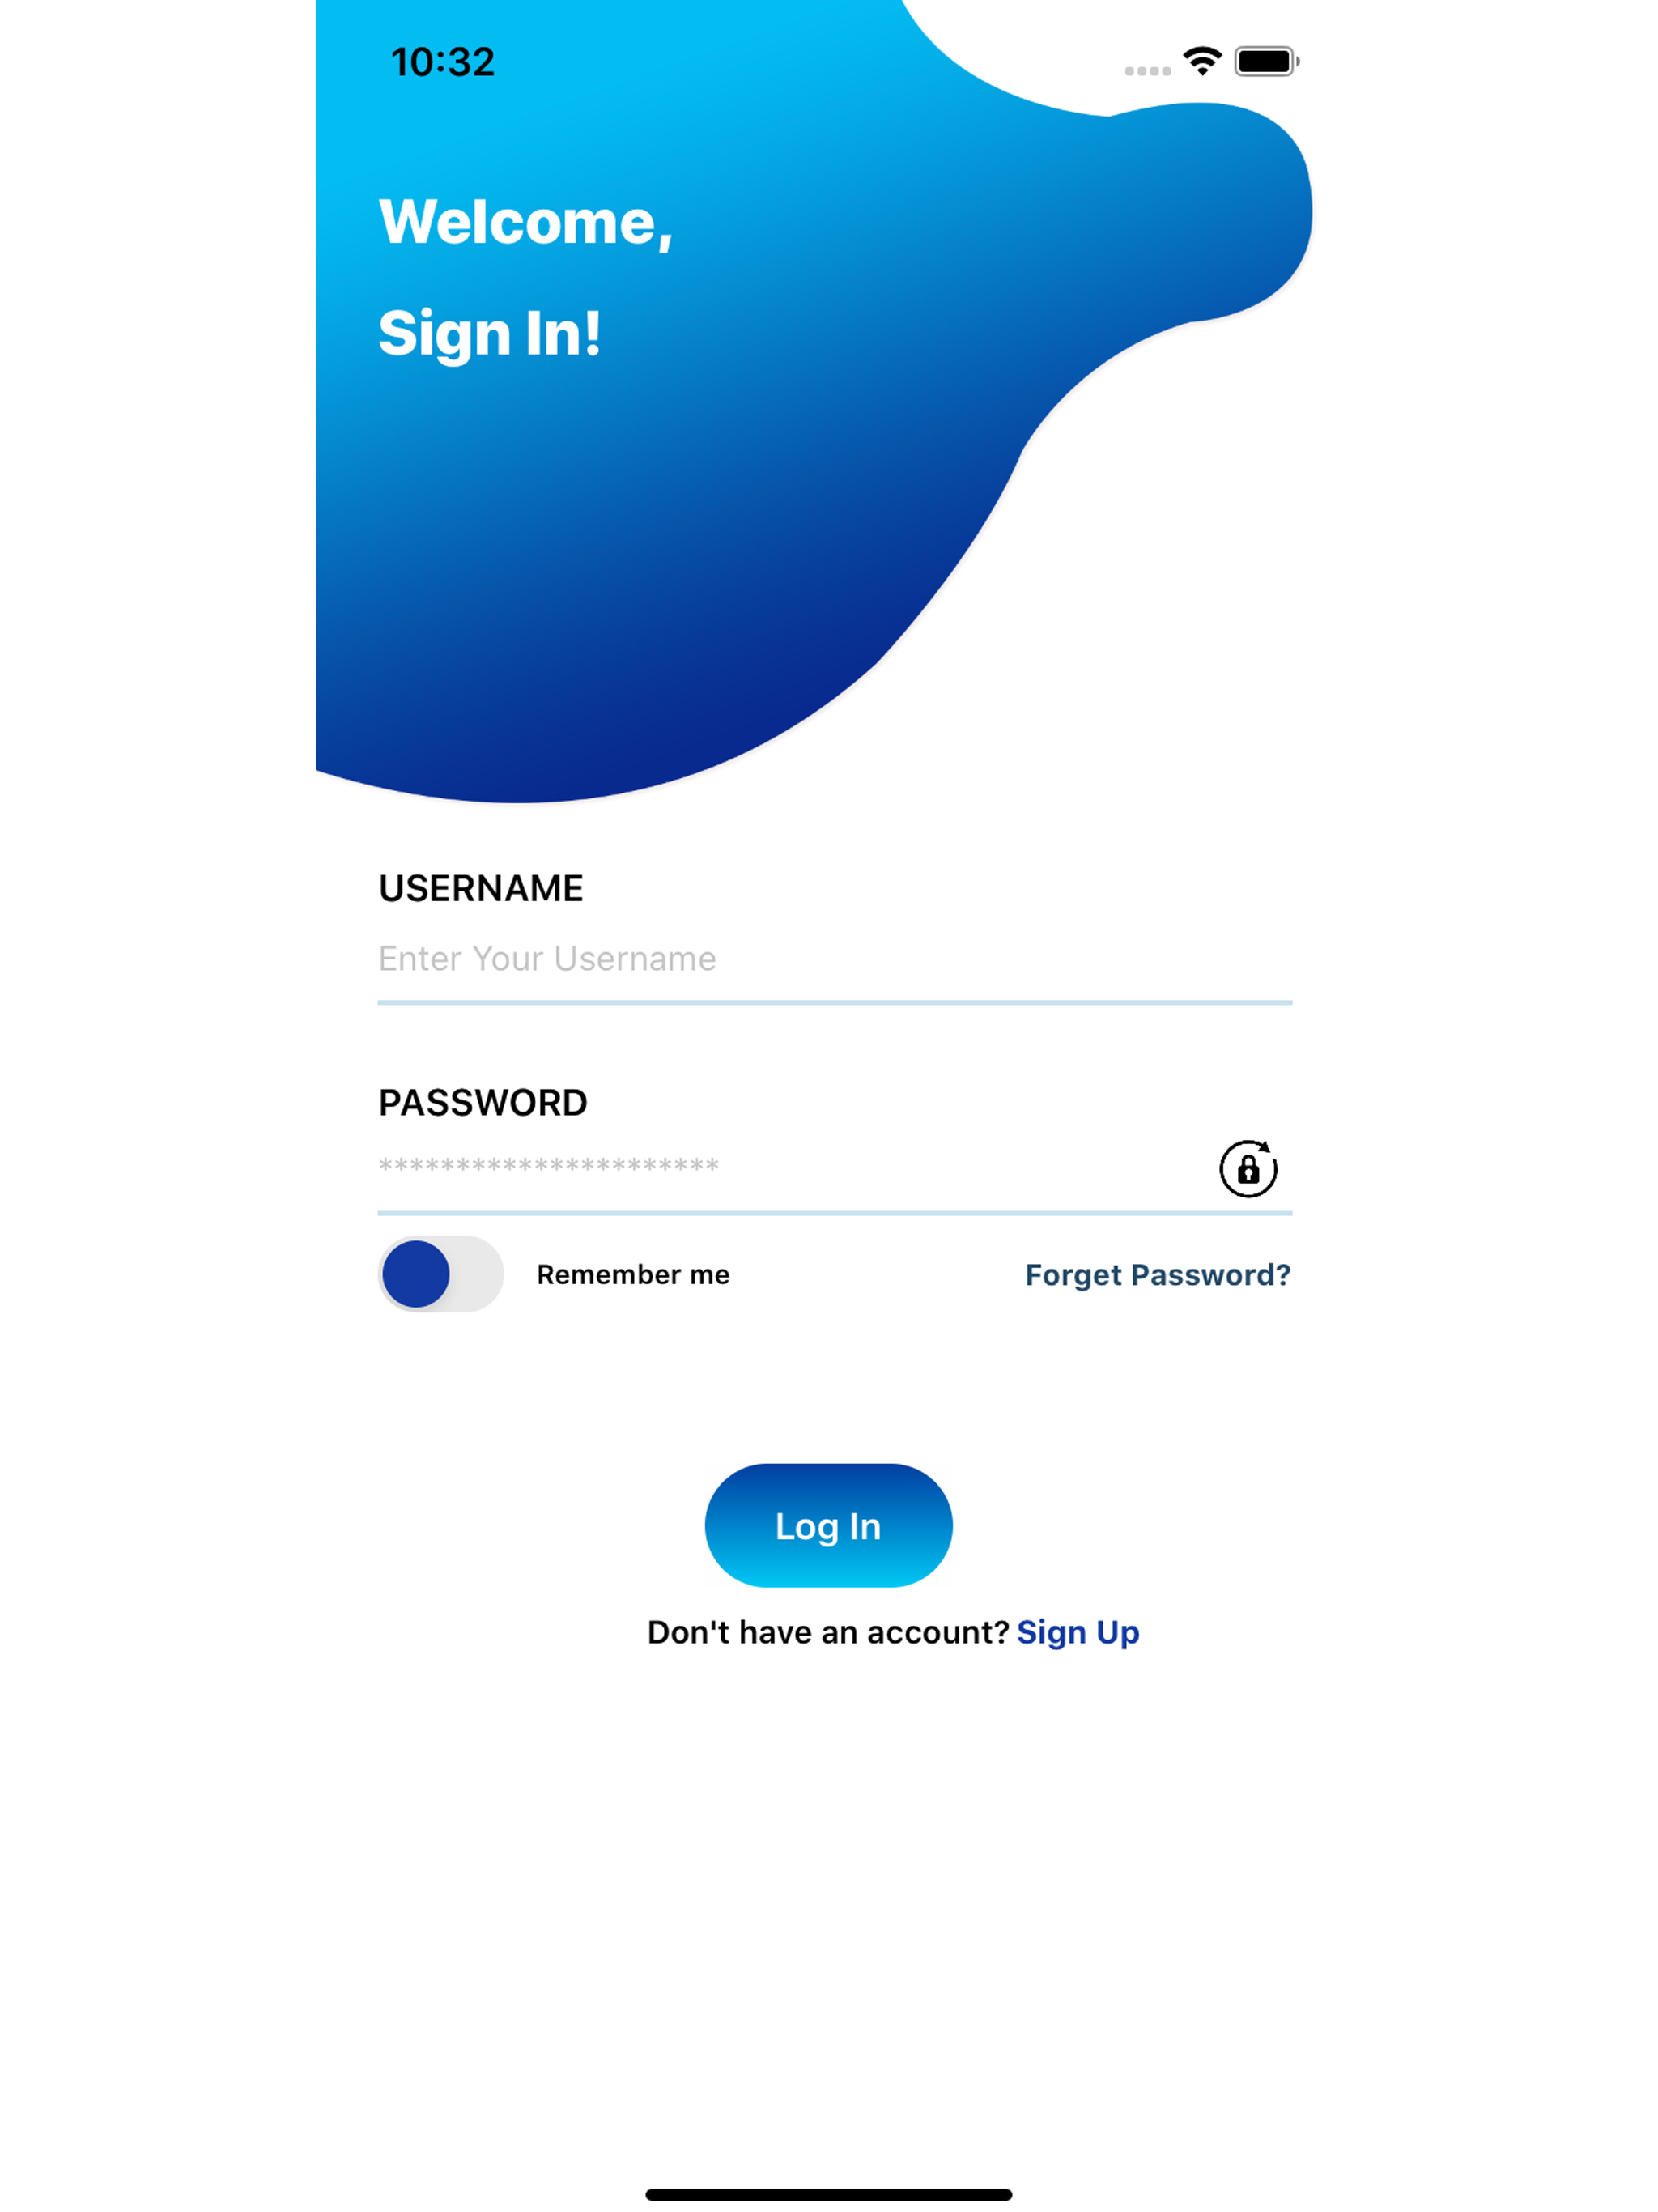 10:32
Welcome,
Sign In!
USERNAME
Enter Your Username
PASSWORD
**********************
Remember me
Forget Password?
Log In
Don't have an account? Sign Up